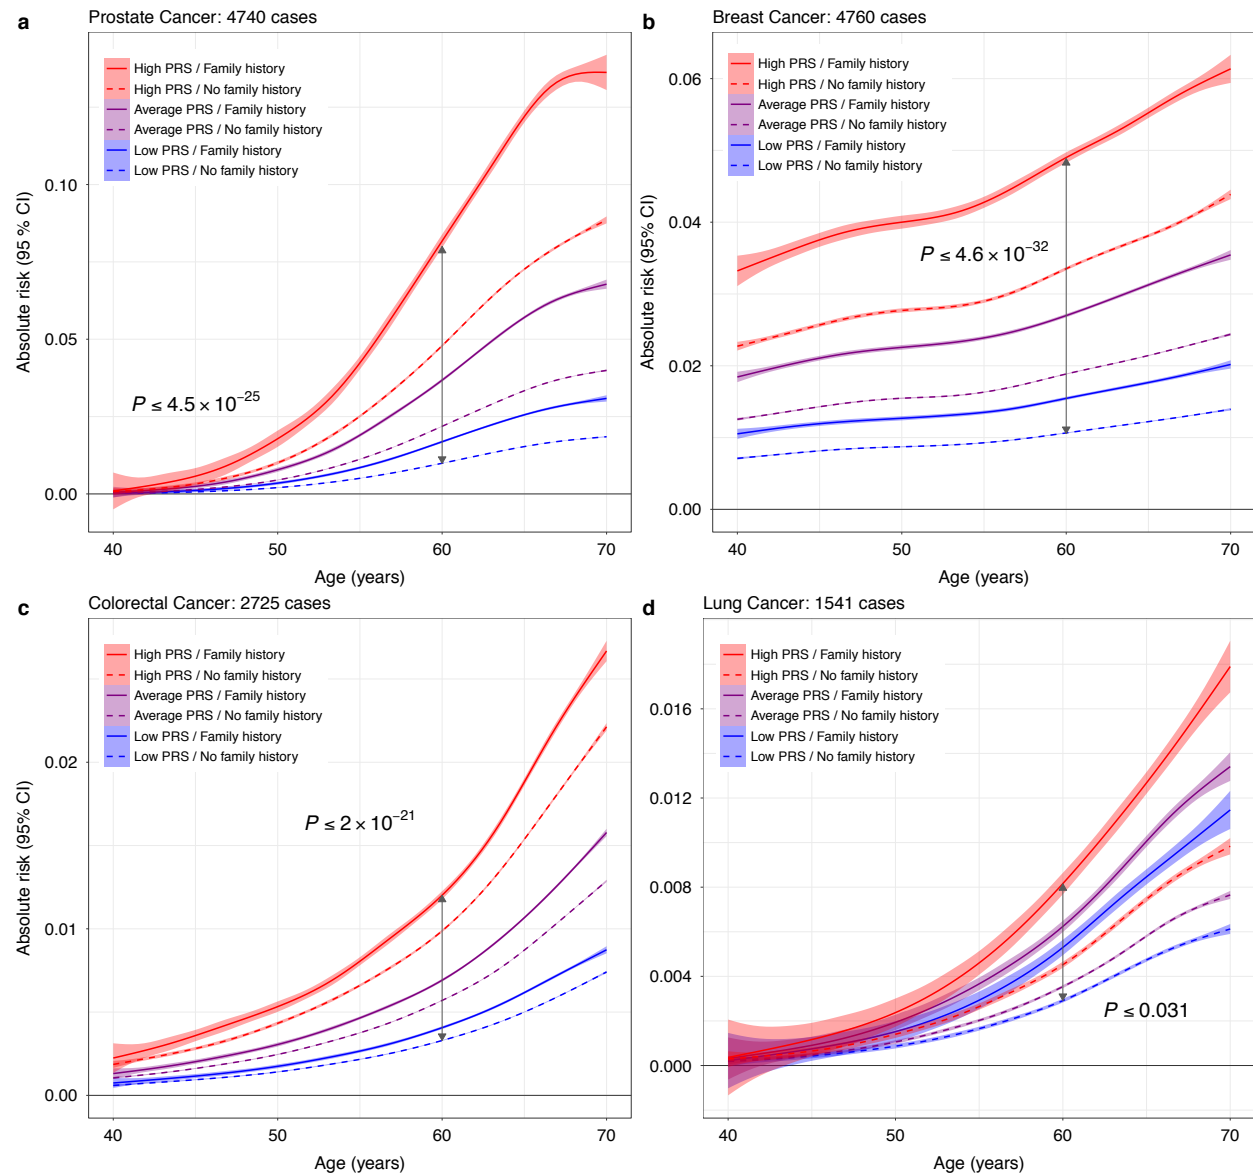 a Prostate Cancer: 4740 cases
High PRS / Family history
High PRS / No family history
Average PRS / Family history
Average PRS / No family history
Low PRS / Family history
Low PRS / No family history
P ≤ 4.5 × 10⁻²⁵
Absolute risk (95 % CI)
0.10
0.05
0.00
40 50 60 70
Age (years)
b Breast Cancer: 4760 cases
High PRS / Family history
High PRS / No family history
Average PRS / Family history
Average PRS / No family history
Low PRS / Family history
Low PRS / No family history
P ≤ 4.6 × 10⁻³²
Absolute risk (95% CI)
0.06
0.04
0.02
0.00
40 50 60 70
Age (years)
c Colorectal Cancer: 2725 cases
High PRS / Family history
High PRS / No family history
Average PRS / Family history
Average PRS / No family history
Low PRS / Family history
Low PRS / No family history
P ≤ 2 × 10⁻²¹
Absolute risk (95% CI)
0.02
0.01
0.00
40 50 60 70
Age (years)
d Lung Cancer: 1541 cases
High PRS / Family history
High PRS / No family history
Average PRS / Family history
Average PRS / No family history
Low PRS / Family history
Low PRS / No family history
P ≤ 0.031
Absolute risk (95% CI)
0.016
0.012
0.008
0.004
0.000
40 50 60 70
Age (years)